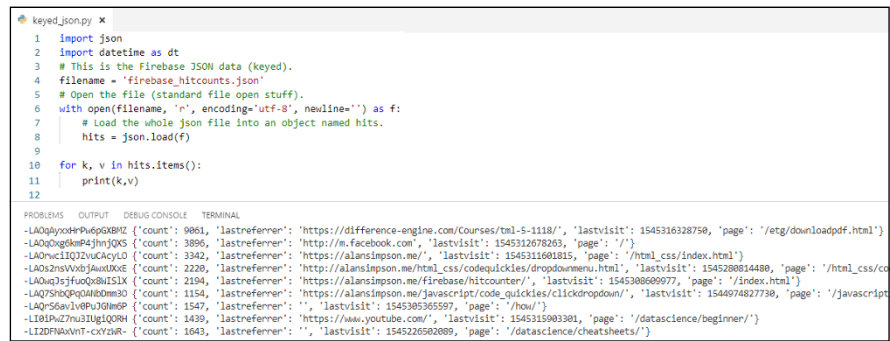 keyed_json.py ×
1 import json
2 import datetime as dt
3 # This is the Firebase JSON data (keyed).
4 filename = 'firebase_hitcounts.json'
5 # Open the file (standard file open stuff).
6 with open(filename, 'r', encoding='utf-8', newline='') as f:
7 # Load the whole json file into an object named hits.
8 hits = json.load(f)
9
10 for k, v in hits.items():
11 print(k,v)
12
PROBLEMS OUTPUT DEBUG CONSOLE TERMINAL
-LAOqAyxxHrPw6pGXBMZ {'count': 9061, 'lastreferrer': 'https://difference-engine.com/Courses/tml-5-1118/', 'lastvisit': 1545316328750, 'page': '/etg/downloadpdf.html'}
-LAOqOxg6kmP4jhnjQXS {'count': 3896, 'lastreferrer': 'http://m.facebook.com', 'lastvisit': 1545312678263, 'page': '/'}
-LAOrwciIQJZvuCAcyLO {'count': 3342, 'lastreferrer': 'https://alansimpson.me/', 'lastvisit': 1545311601815, 'page': '/html_css/index.html'}
-LAOs2nsVVxbjAwxUXxE {'count': 2220, 'lastreferrer': 'http://alansimpson.me/html_css/codequickies/dropdownmenu.html', 'lastvisit': 1545280814480, 'page': '/html_css/co
-LAOwqJsjfuoQx8WISlX {'count': 2194, 'lastreferrer': 'https://alansimpson.me/firebase/hitcounter/', 'lastvisit': 1545308609977, 'page': '/index.html'}
-LAQ7ShbQPqOANbDmm3O {'count': 1154, 'lastreferrer': 'https://alansimpson.me/javascript/code_quickies/clickdropdown/', 'lastvisit': 1544974827730, 'page': '/javascript
-LAQrS6avlv0PuJGNm6P {'count': 1547, 'lastreferrer': '', 'lastvisit': 1545305365597, 'page': '/how/'}
-LI0iPwZ7nu3IUgiQORH {'count': 1439, 'lastreferrer': 'https://www.youtube.com/', 'lastvisit': 1545315903301, 'page': '/datascience/beginner/'}
-LI2DFNAxVnT-cxYzWR- {'count': 1643, 'lastreferrer': '', 'lastvisit': 1545226502089, 'page': '/datascience/cheatsheets/'}